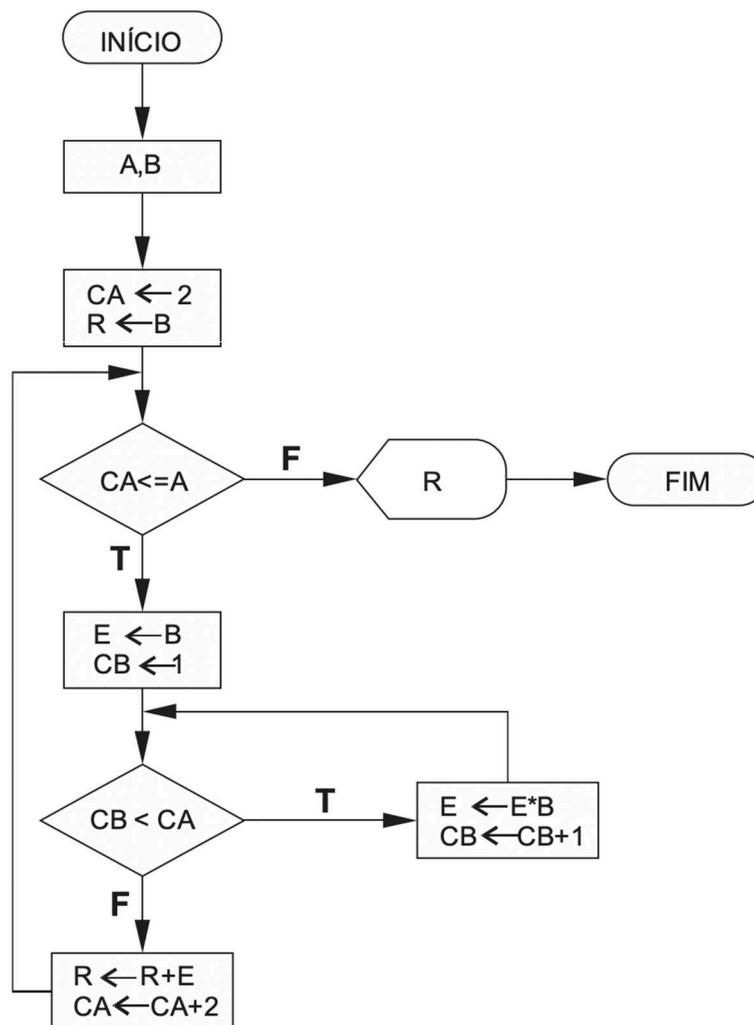 INÍCIO
A,B
CA ← 2
R ← B
CA<=A
F
R
FIM
T
E ← B
CB ← 1
CB < CA
T
E ← E*B
CB ← CB+1
F
R ← R+E
CA ← CA+2